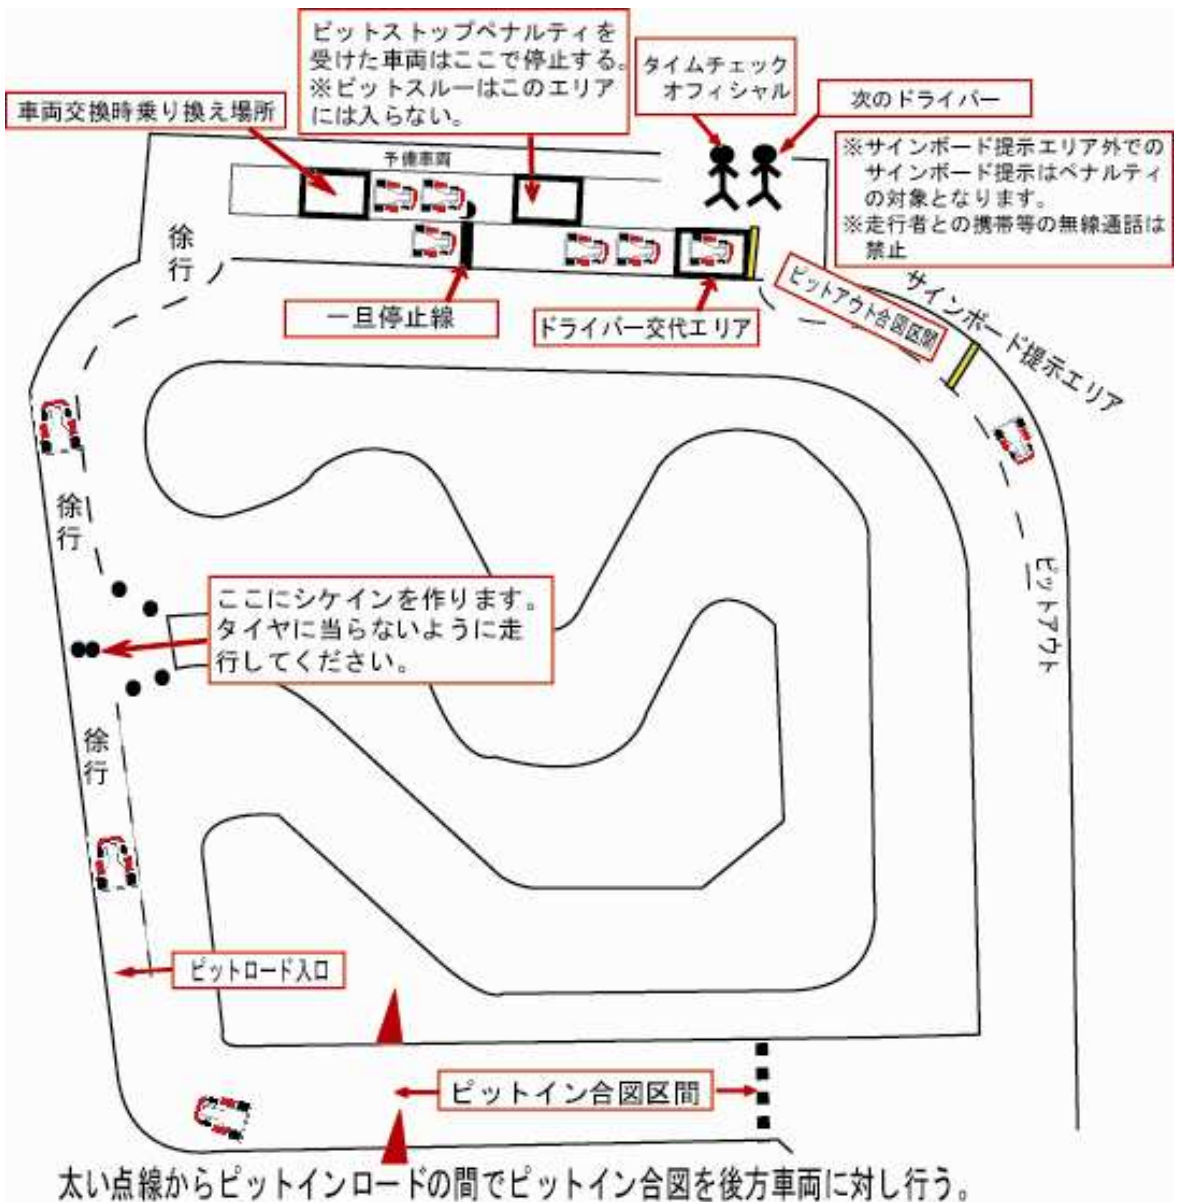 ピットストップペナルティを
受けた車両はここで停止する。
※ピットスルーはこのエリア
には入らない。
タイムチェック
オフィシャル
次のドライバー
車両交換時乗り換え場所
※サインボード提示エリア外での
サインボード提示はペナルティ
の対象となります。
※走行者との携帯等の無線通話は
禁止
予備車両
徐行
一旦停止線
ドライバー交代エリア
ピットアウト合図区間
サインボード提示エリア
徐行
ピットアウト
ここにシケインを作ります。
タイヤに当らないように走
行してください。
徐行
ピットロード入口
ピットイン合図区間
太い点線からピットインロードの間でピットイン合図を後方車両に対し行う。